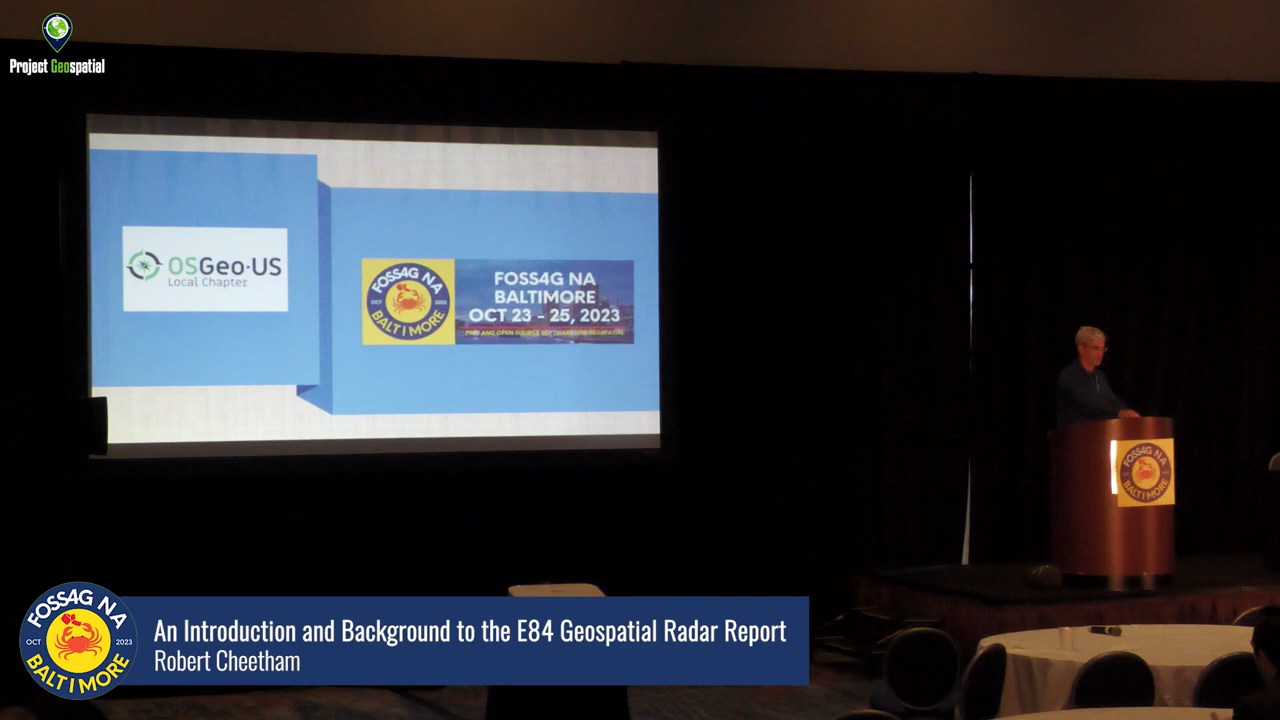 Project Geospatial
OSGeo·US
Local Chapter
FOSS4G NA
OCT 2023
BALTIMORE
FOSS4G NA
BALTIMORE
OCT 23 - 25, 2023
FREE AND OPEN SOURCE SOFTWARE FOR GEOSPATIAL
FOSS4G NA
BALTIMORE
FOSS4G NA
OCT 2023
BALTIMORE
An Introduction and Background to the E84 Geospatial Radar Report
Robert Cheetham